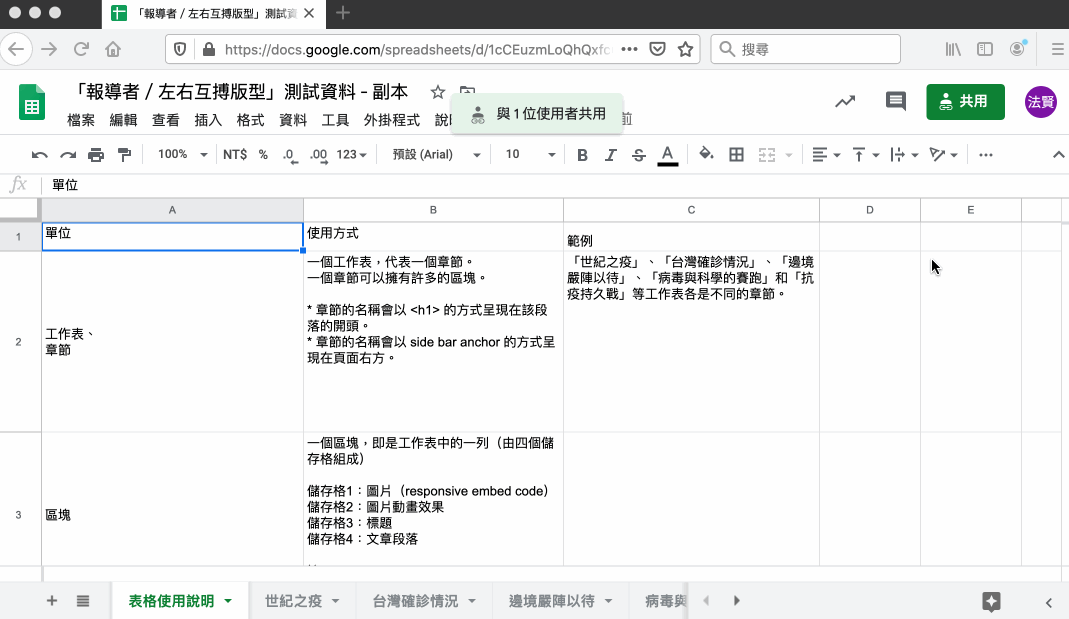 「報導者 / 左右互搏版型」測試資
https://docs.google.com/spreadsheets/d/1cCEuzmLoQhQxfc
搜尋
「報導者 / 左右互搏版型」測試資料 - 副本
檔案 編輯 查看 插入 格式 資料 工具 外掛程式
與 1 位使用者共用
前
共用
法賢
100% NT$ % .0 .00 123 預設 (Arial) 10 B I S A
fx 單位
A B C D E
1 單位 使用方式 範例
2
工作表、
章節
一個工作表，代表一個章節。
一個章節可以擁有許多的區塊。
* 章節的名稱會以 <h1> 的方式呈現在該段
落的開頭。
* 章節的名稱會以 side bar anchor 的方式呈
現在頁面右方。
「世紀之疫」、「台灣確診情況」、「邊境
嚴陣以待」、「病毒與科學的賽跑」和「抗
疫持久戰」等工作表各是不同的章節。
3
區塊
一個區塊，即是工作表中的一列（由四個儲
存格組成）
儲存格1：圖片（responsive embed code）
儲存格2：圖片動畫效果
儲存格3：標題
儲存格4：文章段落
表格使用說明 世紀之疫 台灣確診情況 邊境嚴陣以待 病毒與